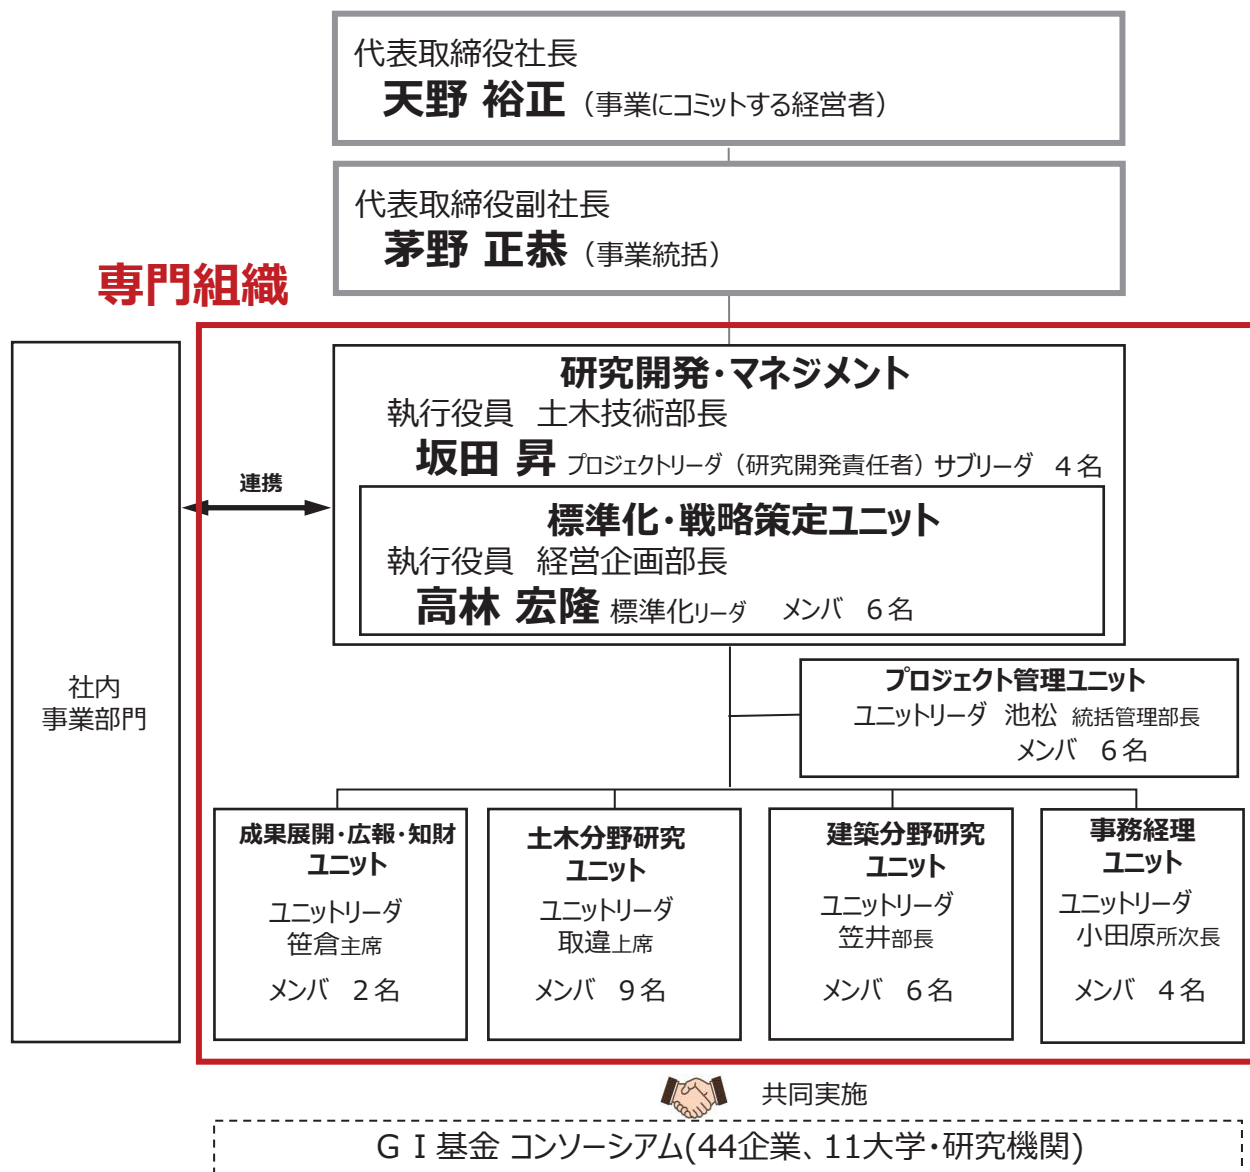 代表取締役社長
天野 裕正（事業にコミットする経営者）
代表取締役副社長
茅野 正恭（事業統括）
専門組織
研究開発・マネジメント
執行役員 土木技術部長
坂田 昇 プロジェクトリーダ（研究開発責任者）サブリーダ 4名
連携
標準化・戦略策定ユニット
執行役員 経営企画部長
高林 宏隆 標準化リーダ メンバ 6名
社内
事業部門
プロジェクト管理ユニット
ユニットリーダ 池松 統括管理部長
メンバ 6名
成果展開・広報・知財
ユニット
ユニットリーダ
笹倉主席
メンバ 2名
土木分野研究
ユニット
ユニットリーダ
取違上席
メンバ 9名
建築分野研究
ユニット
ユニットリーダ
笠井部長
メンバ 6名
事務経理
ユニット
ユニットリーダ
小田原所次長
メンバ 4名
共同実施
ＧＩ基金 コンソーシアム(44企業、11大学・研究機関)